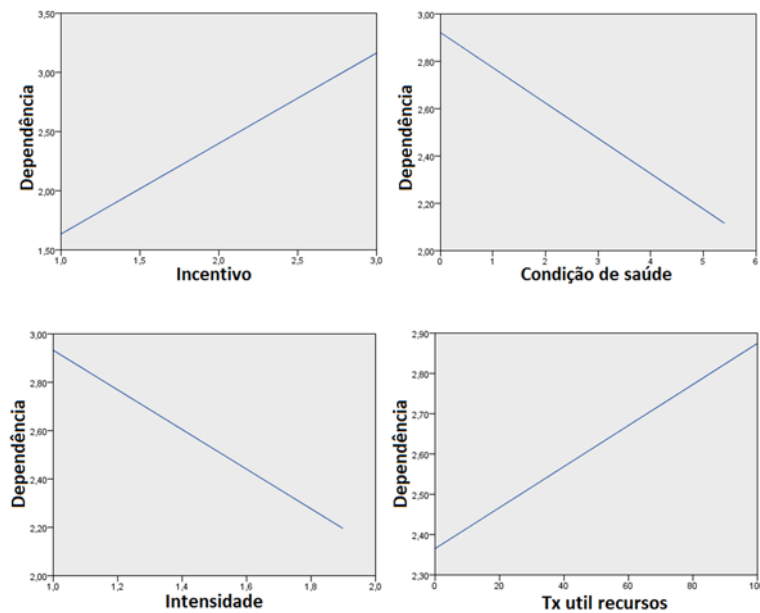 3,50
3,00
2,50
2,00
1,50
1,0 1,5 2,0 2,5 3,0
Dependência
Incentivo
3,00
2,80
2,60
2,40
2,20
2,00
0 1 2 3 4 5 6
Dependência
Condição de saúde
3,00
2,80
2,60
2,40
2,20
2,00
1,0 1,2 1,4 1,6 1,8 2,0
Dependência
Intensidade
2,90
2,80
2,70
2,60
2,50
2,40
2,30
0 20 40 60 80 100
Dependência
Tx util recursos